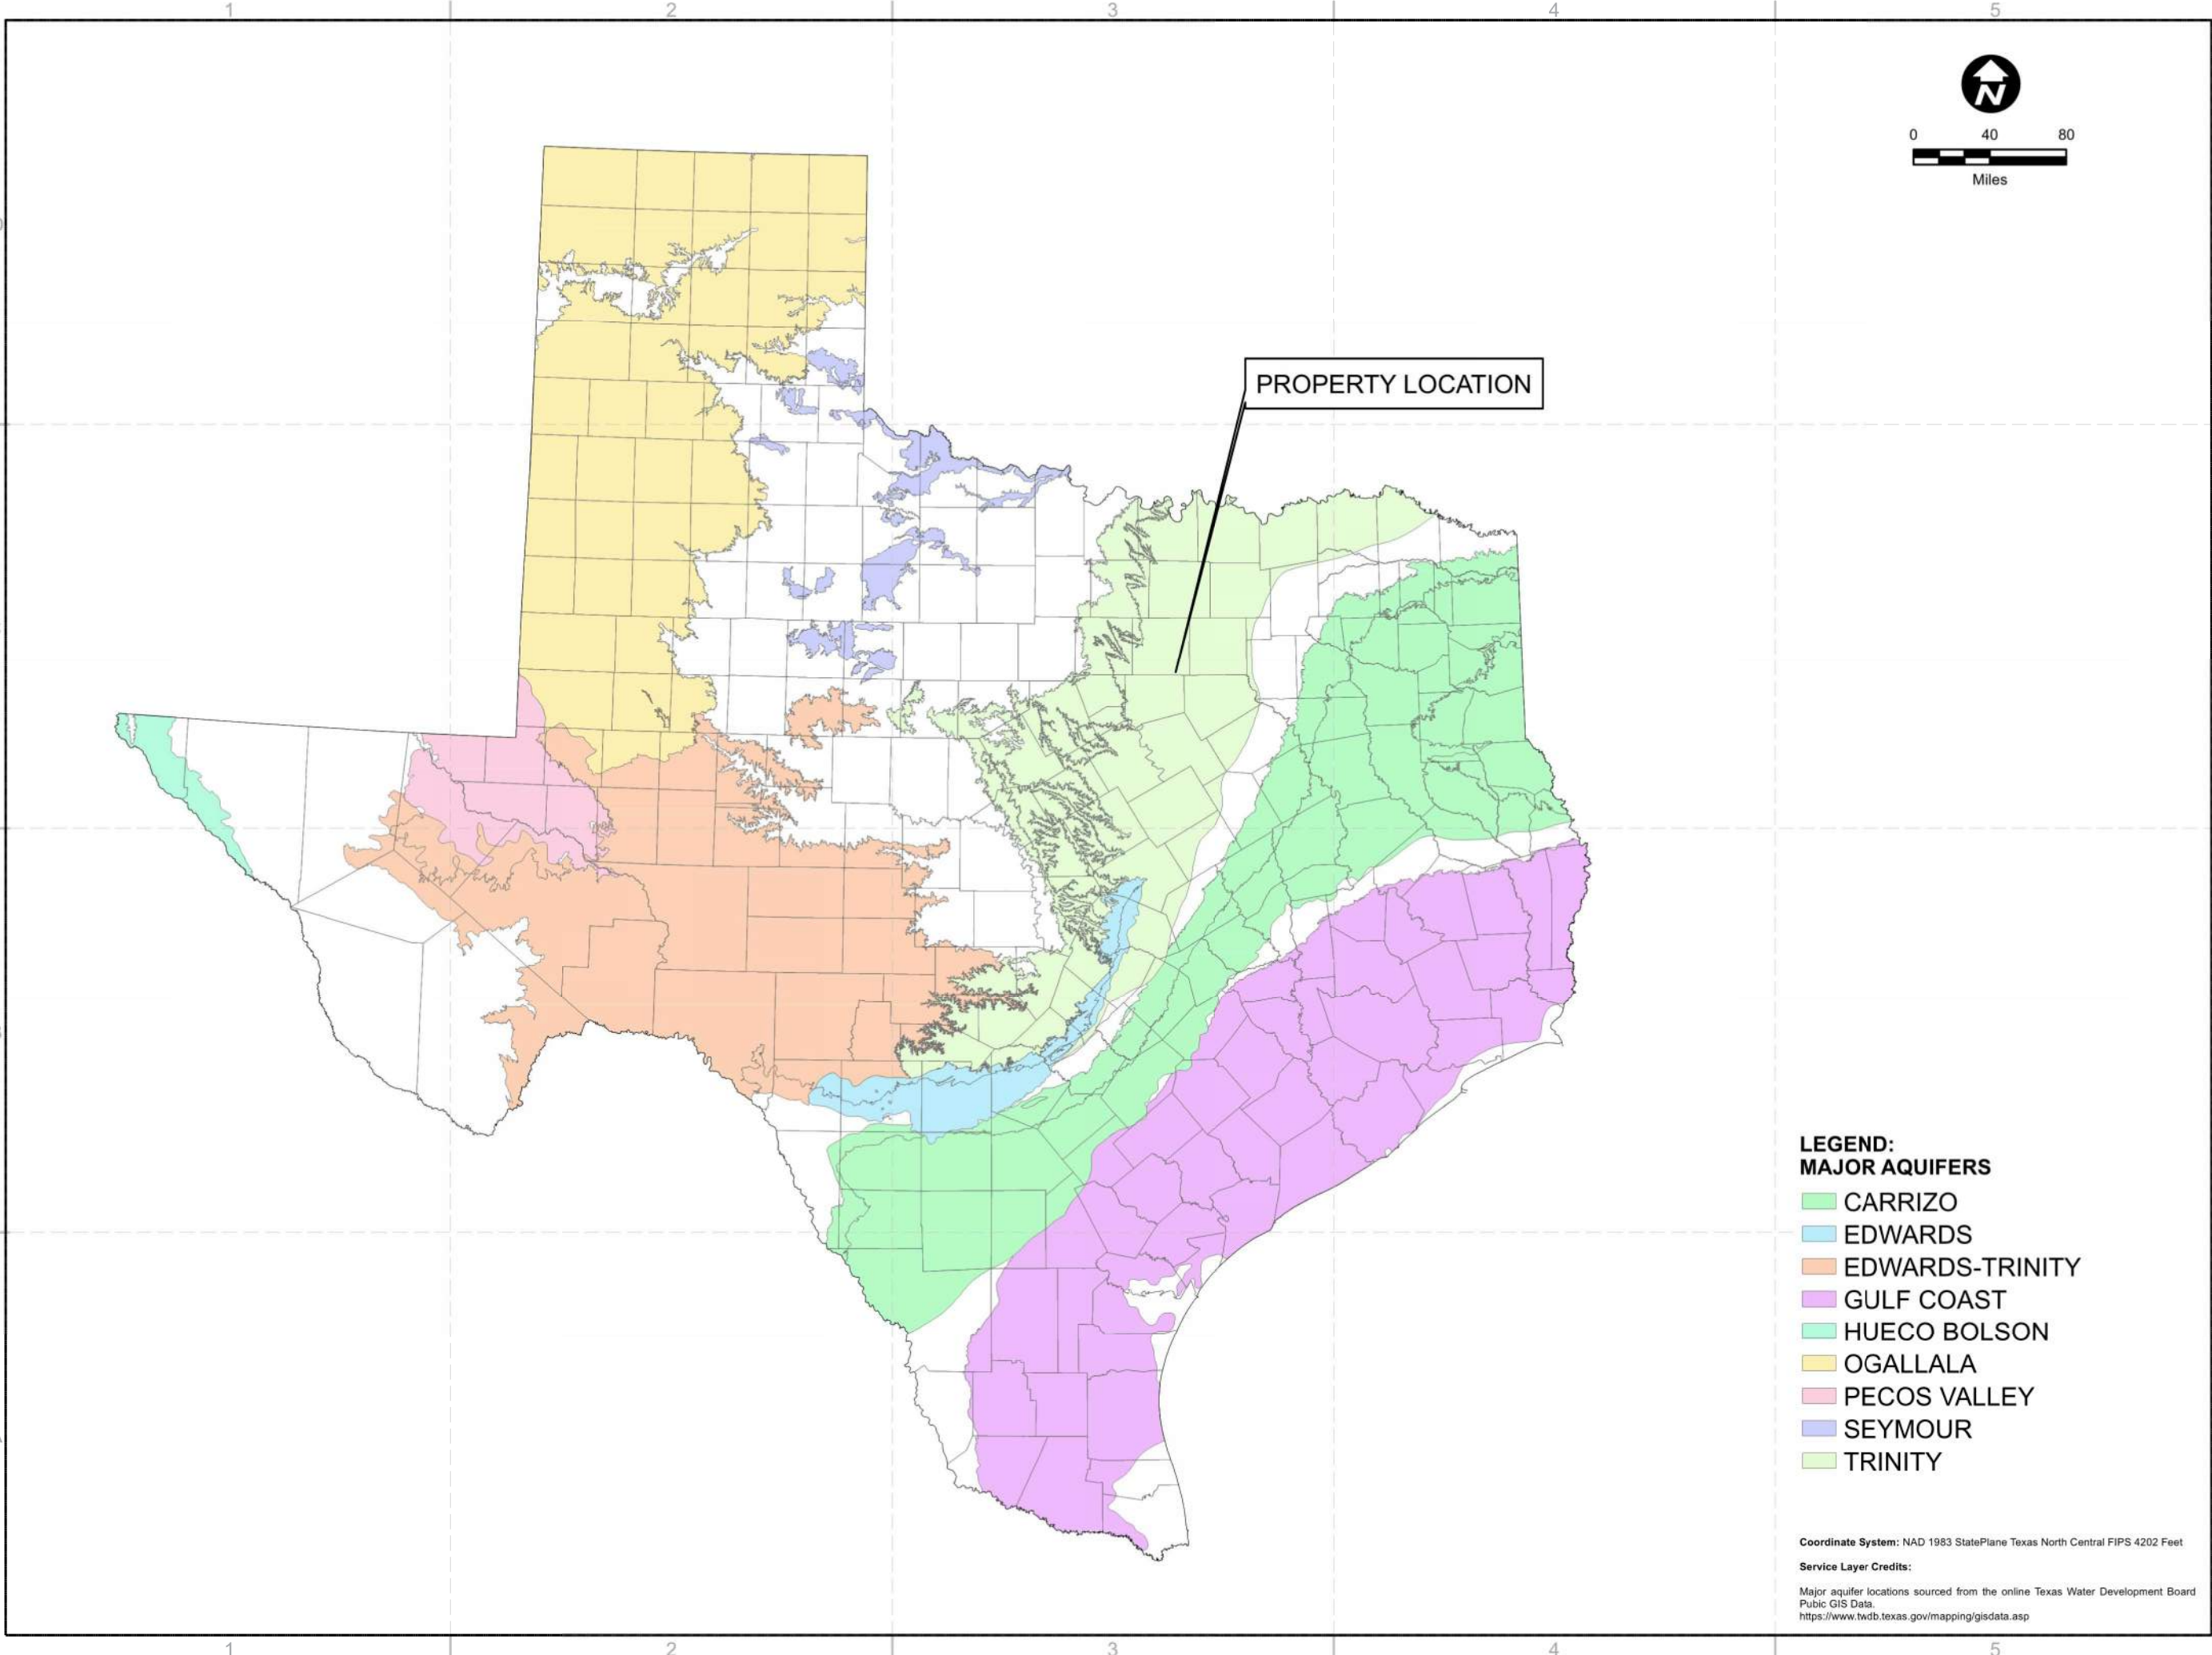 1 2 3 4 5
N
0 40 80
Miles
PROPERTY LOCATION
LEGEND:
MAJOR AQUIFERS
CARRIZO
EDWARDS
EDWARDS-TRINITY
GULF COAST
HUECO BOLSON
OGALLALA
PECOS VALLEY
SEYMOUR
TRINITY
Coordinate System: NAD 1983 StatePlane Texas North Central FIPS 4202 Feet
Service Layer Credits:
Major aquifer locations sourced from the online Texas Water Development Board
Pubic GIS Data.
https://www.twdb.texas.gov/mapping/gisdata.asp
1 2 3 4 5